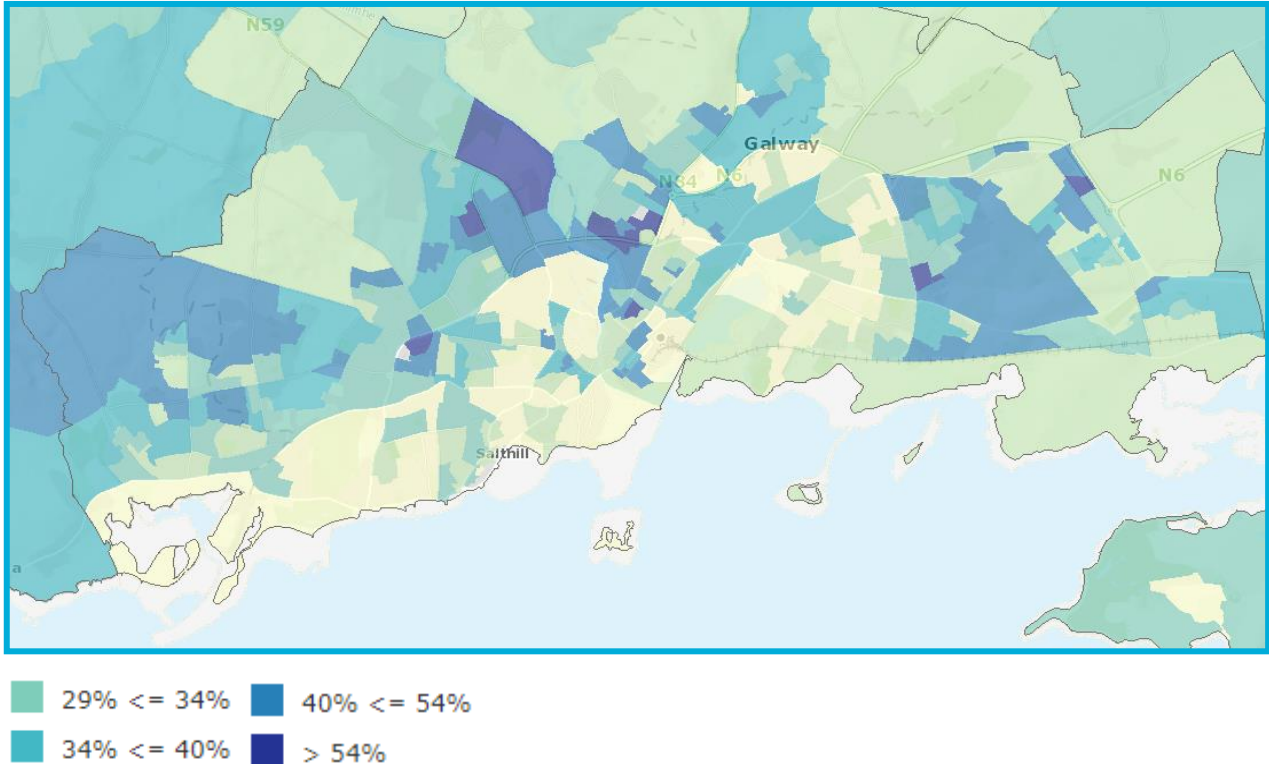 N59
Galway
N84
N6
N6
Salthill
a
29% <= 34%
40% <= 54%
34% <= 40%
> 54%